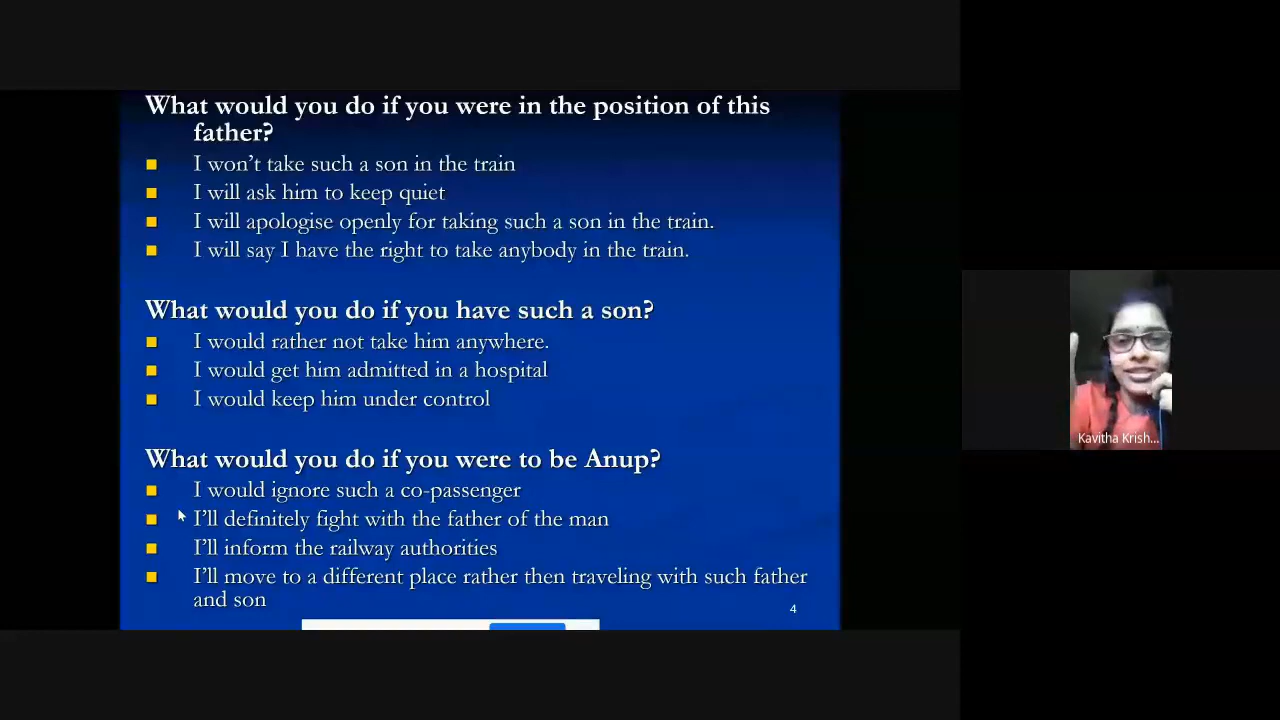 What would you do if you were in the position of this
father?
I won't take such a son in the train
I will ask him to keep quiet
I will apologise openly for taking such a son in the train.
I will say I have the right to take anybody in the train.
What would you do if you have such a son?
I would rather not take him anywhere.
I would get him admitted in a hospital
I would keep him under control
What would you do if you were to be Anup?
I would ignore such a co-passenger
I'll definitely fight with the father of the man
I'll inform the railway authorities
I'll move to a different place rather then traveling with such father
and son
4
Kavitha Krish...